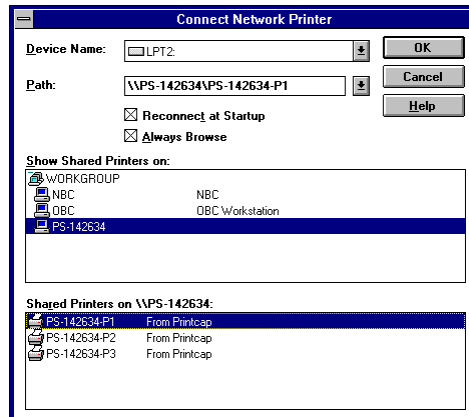 Connect Network Printer
Device Name: LPT2: OK
Cancel
Path: \\PS-142634\PS-142634-P1
Help
Reconnect at Startup
Always Browse
Show Shared Printers on:
WORKGROUP
NBC NBC
OBC OBC Workstation
PS-142634
Shared Printers on \\PS-142634:
PS-142634-P1 From Printcap
PS-142634-P2 From Printcap
PS-142634-P3 From Printcap